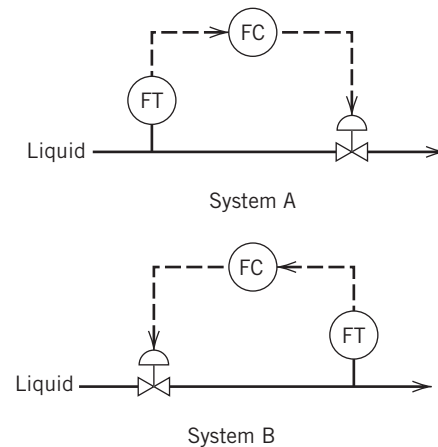 FC
FT
Liquid
System A
FC
FT
Liquid
System B